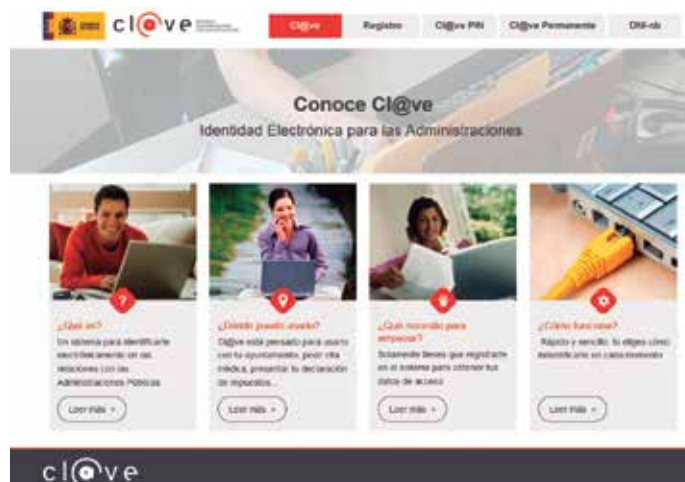 cl@ve
Cl@ve
Registro
Cl@ve PIN
Cl@ve Permanente
DNI-nb
Conoce Cl@ve
Identidad Electrónica para las Administraciones
¿Qué es?
Un sistema para identificarte
electrónicamente en las
relaciones con las
Administraciones Públicas
Leer más »
¿Dónde puedo usarlo?
Cl@ve está pensado para usarlo
con tu ayuntamiento, pedir cita
médica, presentar tu declaración
de impuestos...
Leer más »
¿Qué necesito para
empezar?
Solamente tienes que registrarte
en el sistema para obtener tus
datos de acceso
Leer más »
¿Cómo funciona?
Rápido y sencillo, tú eliges cómo
identificarte en cada momento
Leer más »
cl@ve